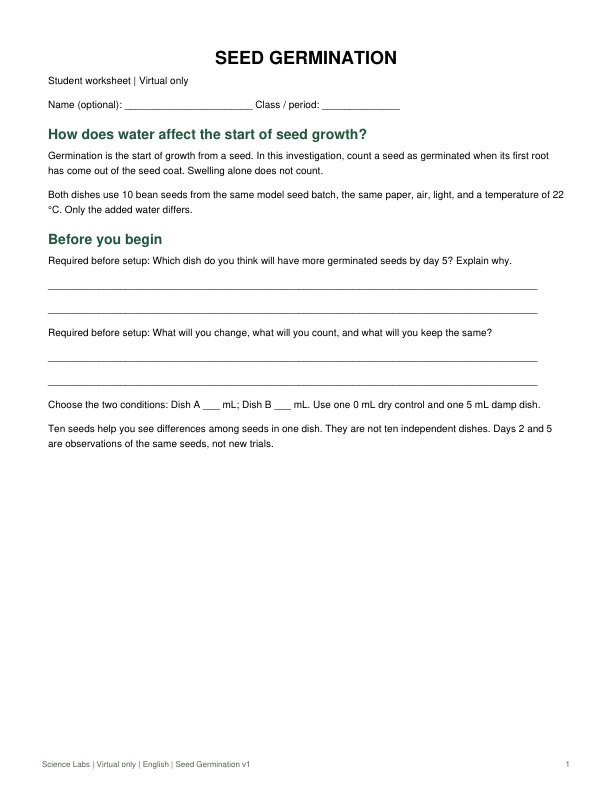 SEED GERMINATION
Student worksheet | Virtual only
Name (optional): _______________________ Class / period: ______________
How does water affect the start of seed growth?
Germination is the start of growth from a seed. In this investigation, count a seed as germinated when its first root
has come out of the seed coat. Swelling alone does not count.
Both dishes use 10 bean seeds from the same model seed batch, the same paper, air, light, and a temperature of 22
°C. Only the added water differs.
Before you begin
Required before setup: Which dish do you think will have more germinated seeds by day 5? Explain why.
________________________________________________________________________________________
________________________________________________________________________________________
Required before setup: What will you change, what will you count, and what will you keep the same?
________________________________________________________________________________________
________________________________________________________________________________________
Choose the two conditions: Dish A ___ mL; Dish B ___ mL. Use one 0 mL dry control and one 5 mL damp dish.
Ten seeds help you see differences among seeds in one dish. They are not ten independent dishes. Days 2 and 5
are observations of the same seeds, not new trials.
Science Labs | Virtual only | English | Seed Germination v1
1